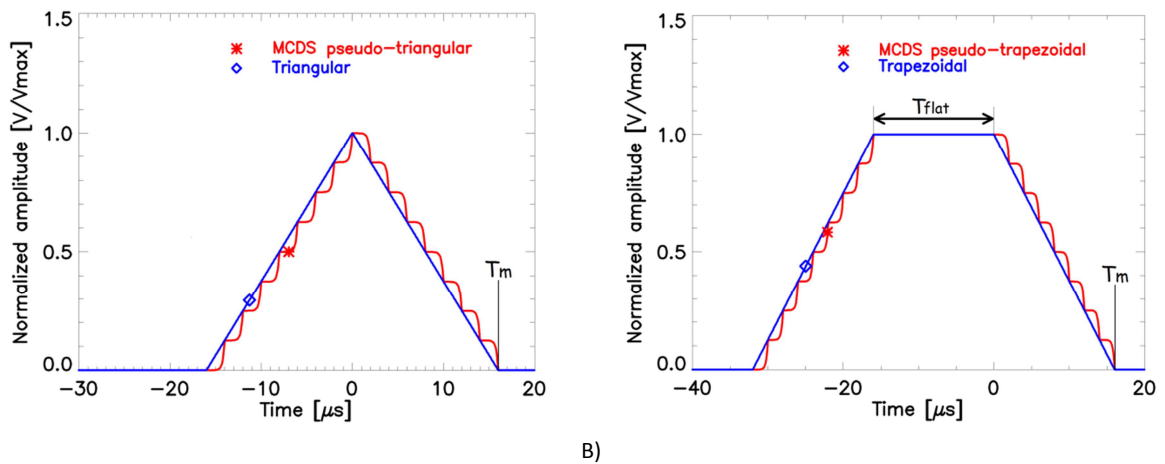 1.5
1.0
0.5
0.0
Normalized amplitude [V/Vmax]
MCDS pseudo-triangular
Triangular
Tm
-30 -20 -10 0 10 20
Time [μs]
1.5
1.0
0.5
0.0
Normalized amplitude [V/Vmax]
MCDS pseudo-trapezoidal
Trapezoidal
Tflat
Tm
-40 -20 0 20
Time [μs]
B)